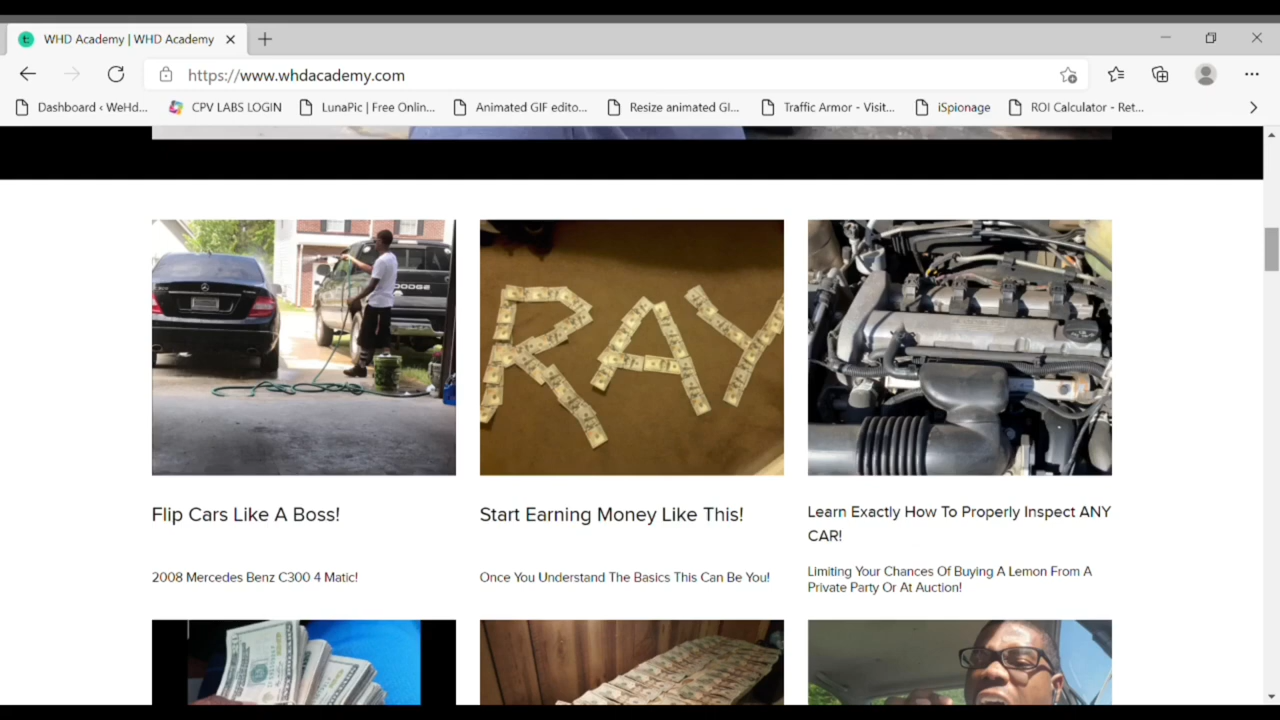 WHD Academy | WHD Academy
https://www.whdacademy.com
Dashboard ‹ WeHd... CPV LABS LOGIN LunaPic | Free Onlin... Animated GIF edito... Resize animated GI... Traffic Armor - Visit... iSpionage ROI Calculator - Ret...
DODGE
RAY
Flip Cars Like A Boss!
Start Earning Money Like This!
Learn Exactly How To Properly Inspect ANY
CAR!
2008 Mercedes Benz C300 4 Matic!
Once You Understand The Basics This Can Be You!
Limiting Your Chances Of Buying A Lemon From A
Private Party Or At Auction!